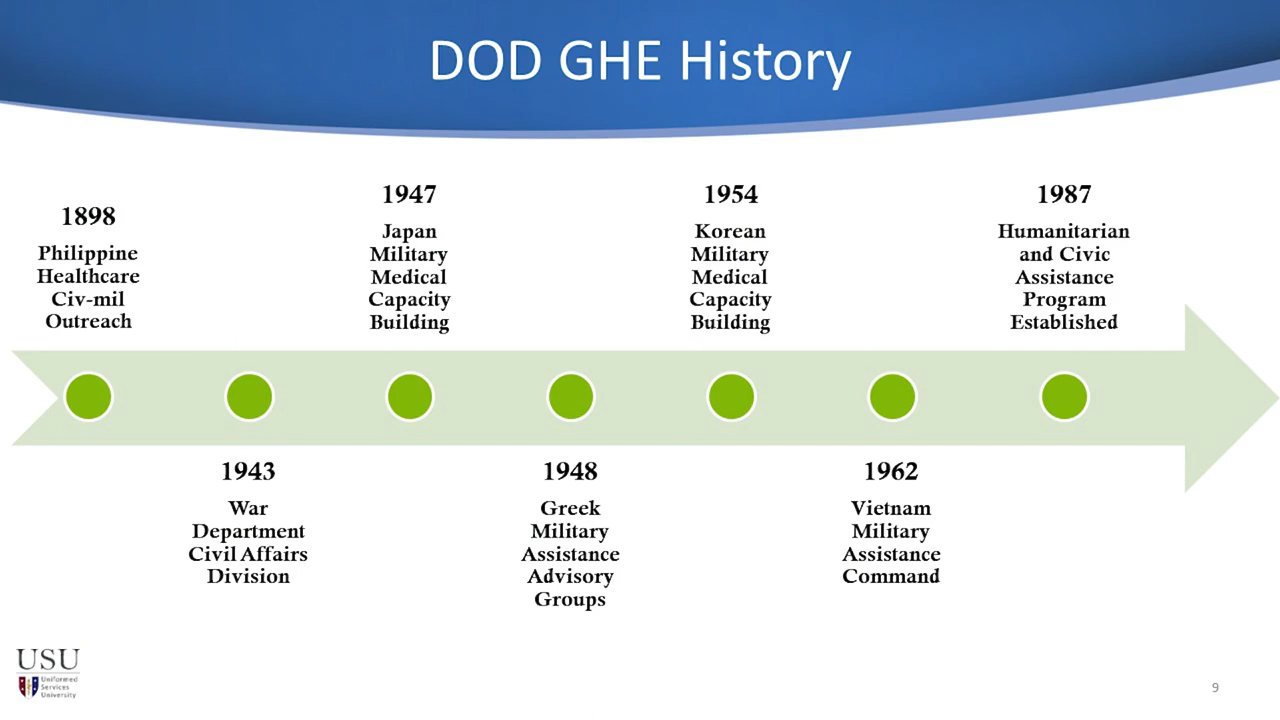 DOD GHE History
1898
Philippine
Healthcare
Civ-mil
Outreach
1943
War
Department
Civil Affairs
Division
1947
Japan
Military
Medical
Capacity
Building
1948
Greek
Military
Assistance
Advisory
Groups
1954
Korean
Military
Medical
Capacity
Building
1962
Vietnam
Military
Assistance
Command
1987
Humanitarian
and Civic
Assistance
Program
Established
USU
Uniformed
Services
University
9